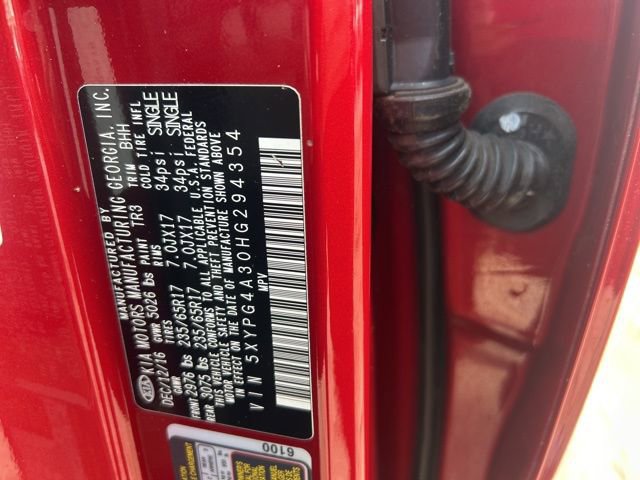 MANUFACTURED BY
KIA MOTORS MANUFACTURING GEORGIA, INC.
DEC/12/16 PAINT TR3 TRIM BHH
GAWR GVWR 5026 lbs TIRES RIMS COLD TIRE INFL
FRONT 2976 lbs 235/65R17 7.0JX17 34psi SINGLE
REAR 3075 lbs 235/65R17 7.0JX17 34psi SINGLE
THIS VEHICLE CONFORMS TO ALL APPLICABLE U.S.A FEDERAL
MOTOR VEHICLE SAFETY AND THEFT PREVENTION STANDARDS
IN EFFECT ON THE DATE OF MANUFACTURE SHOWN ABOVE
VIN 5XYPG4A30HG294354
MPV
6100